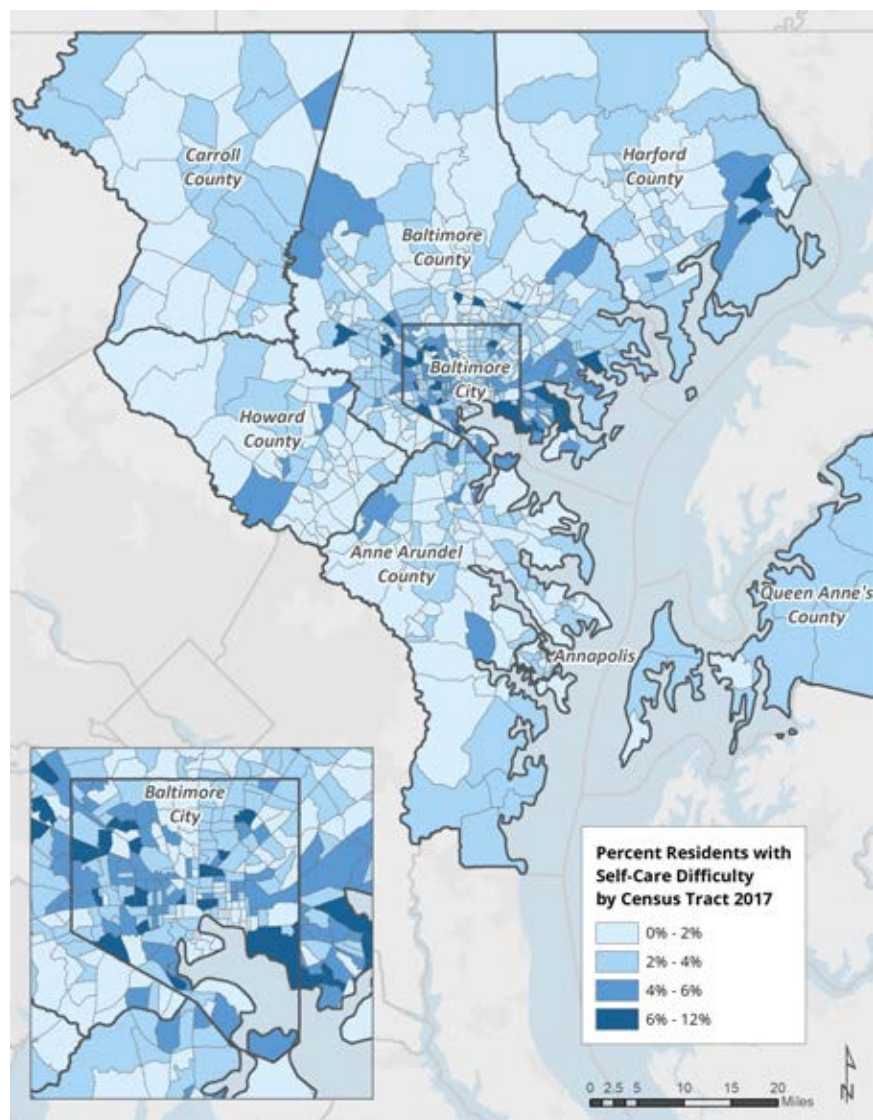 Carroll
County
Harford
County
Baltimore
County
Baltimore
City
Howard
County
Anne Arundel
County
Queen Anne's
County
Annapolis
Baltimore
City
Percent Residents with
Self-Care Difficulty
by Census Tract 2017
0% - 2%
2% - 4%
4% - 6%
6% - 12%
N
0 2.5 5 10 15 20
Miles